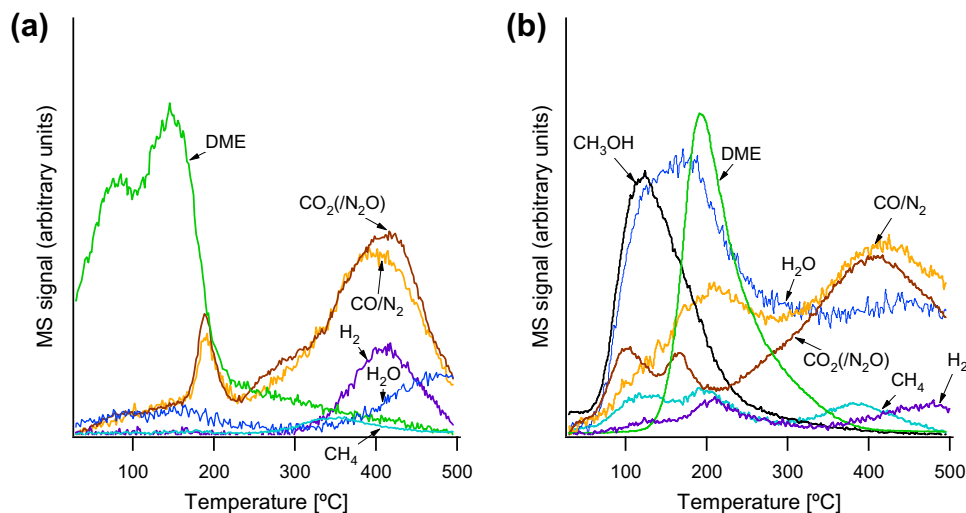 (a)
MS signal (arbitrary units)
DME
CO₂(/N₂O)
CO/N₂
H₂
H₂O
CH₄
100
200
300
400
500
Temperature [ºC]
(b)
MS signal (arbitrary units)
CH₃OH
DME
CO/N₂
H₂O
CO₂(/N₂O)
CH₄
H₂
100
200
300
400
500
Temperature [ºC]